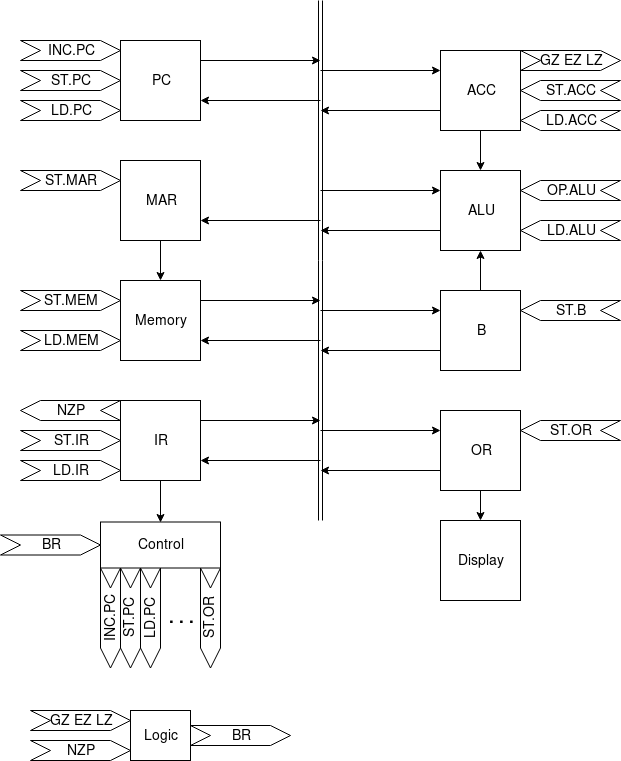 INC.PC
ST.PC
LD.PC
PC
GZ EZ LZ
ST.ACC
LD.ACC
ACC
ST.MAR
MAR
OP.ALU
LD.ALU
ALU
ST.MEM
LD.MEM
Memory
ST.B
B
NZP
ST.IR
LD.IR
IR
ST.OR
OR
BR
Control
Display
INC.PC
ST.PC
LD.PC
. . .
ST.OR
GZ EZ LZ
NZP
Logic
BR